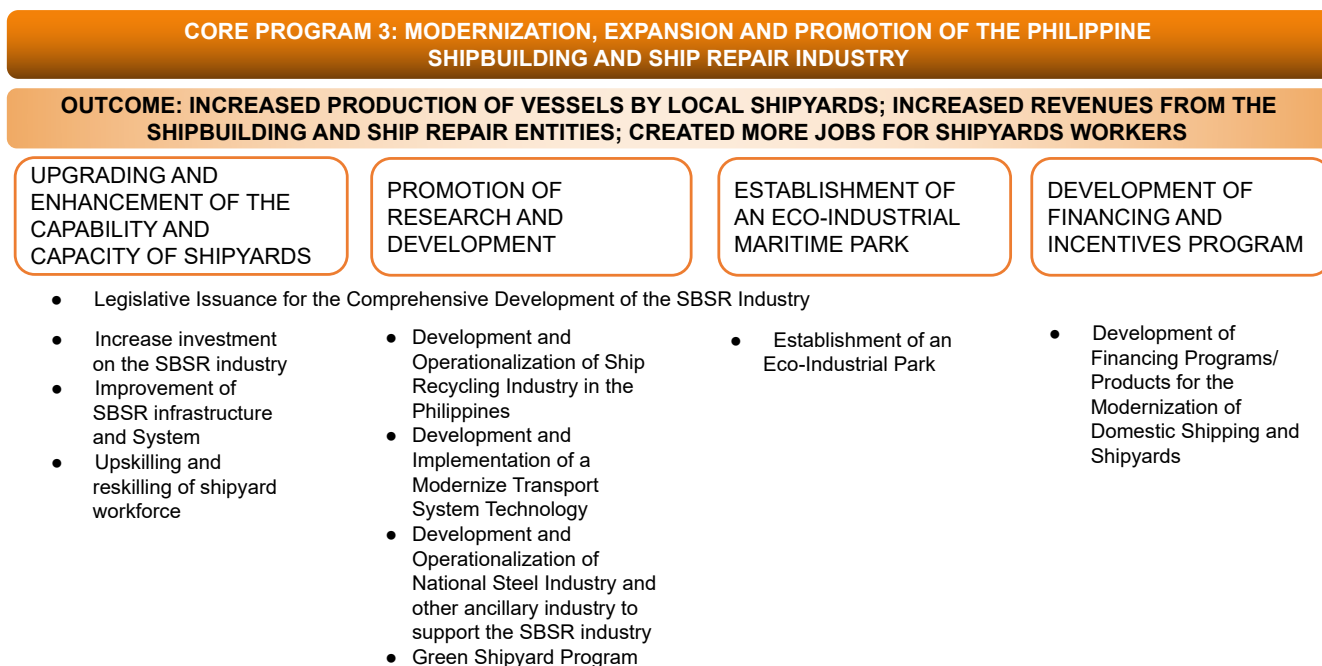 CORE PROGRAM 3: MODERNIZATION, EXPANSION AND PROMOTION OF THE PHILIPPINE
SHIPBUILDING AND SHIP REPAIR INDUSTRY
OUTCOME: INCREASED PRODUCTION OF VESSELS BY LOCAL SHIPYARDS; INCREASED REVENUES FROM THE
SHIPBUILDING AND SHIP REPAIR ENTITIES; CREATED MORE JOBS FOR SHIPYARDS WORKERS
UPGRADING AND
ENHANCEMENT OF THE
CAPABILITY AND
CAPACITY OF SHIPYARDS
PROMOTION OF
RESEARCH AND
DEVELOPMENT
ESTABLISHMENT OF
AN ECO-INDUSTRIAL
MARITIME PARK
DEVELOPMENT OF
FINANCING AND
INCENTIVES PROGRAM
● Legislative Issuance for the Comprehensive Development of the SBSR Industry
● Increase investment
on the SBSR industry
● Improvement of
SBSR infrastructure
and System
● Upskilling and
reskilling of shipyard
workforce
● Development and
Operationalization of Ship
Recycling Industry in the
Philippines
● Development and
Implementation of a
Modernize Transport
System Technology
● Development and
Operationalization of
National Steel Industry and
other ancillary industry to
support the SBSR industry
● Green Shipyard Program
● Establishment of an
Eco-Industrial Park
● Development of
Financing Programs/
Products for the
Modernization of
Domestic Shipping and
Shipyards